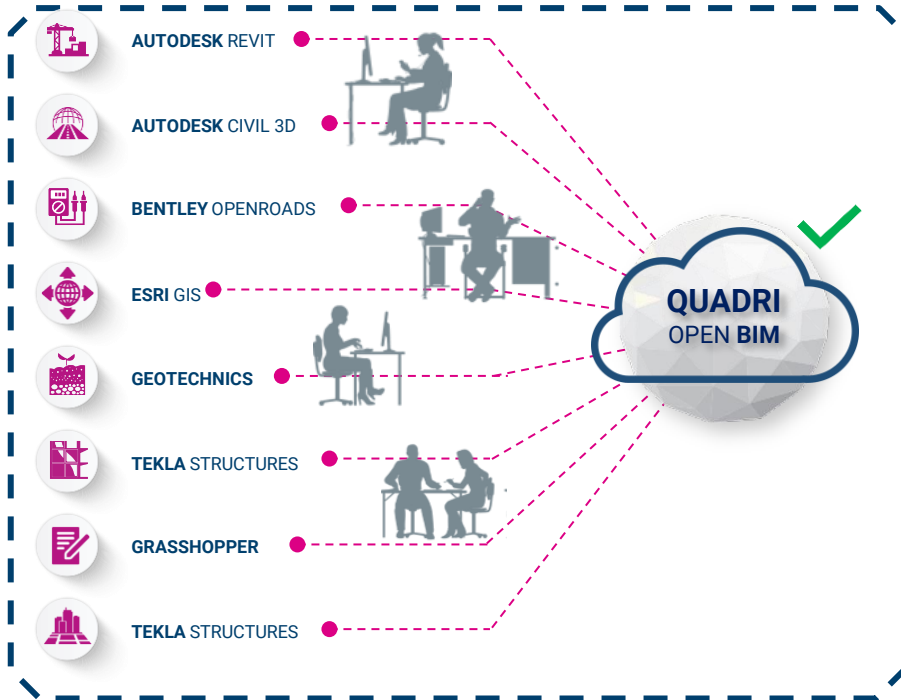 AUTODESK REVIT
AUTODESK CIVIL 3D
BENTLEY OPENROADS
ESRI GIS
GEOTECHNICS
TEKLA STRUCTURES
GRASSHOPPER
TEKLA STRUCTURES
QUADRI
OPEN BIM